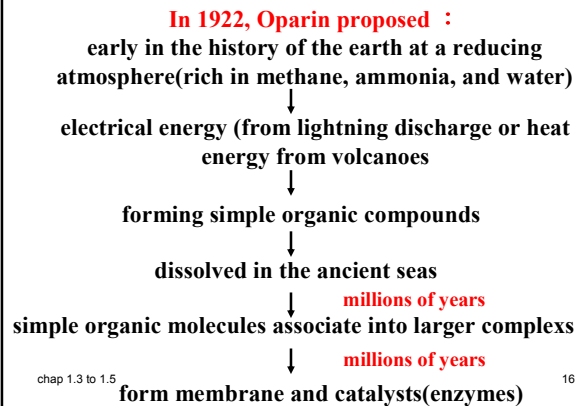 In 1922, Oparin proposed ：
early in the history of the earth at a reducing
atmosphere(rich in methane, ammonia, and water)
electrical energy (from lightning discharge or heat
energy from volcanoes
forming simple organic compounds
dissolved in the ancient seas
millions of years
simple organic molecules associate into larger complexs
millions of years
chap 1.3 to 1.5
16
form membrane and catalysts(enzymes)